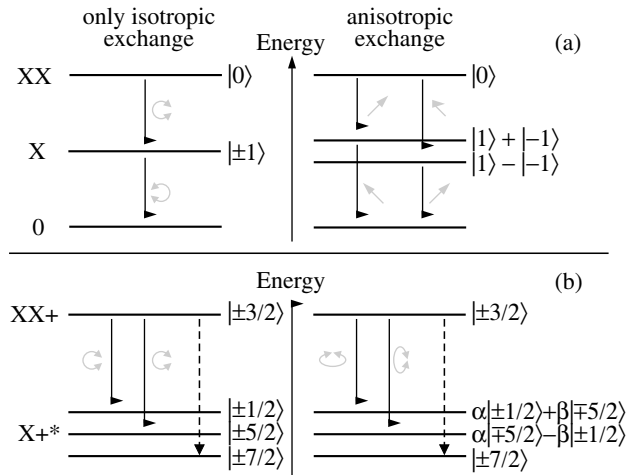 only isotropic exchange
Energy
anisotropic exchange
(a)
XX
|0⟩
|0⟩
X
|±1⟩
|1⟩ + |−1⟩
|1⟩ − |−1⟩
0
Energy
(b)
XX+
|±3/2⟩
|±3/2⟩
|±1/2⟩
α|±1/2⟩+β|∓5/2⟩
X+*
|±5/2⟩
α|∓5/2⟩−β|±1/2⟩
|±7/2⟩
|±7/2⟩